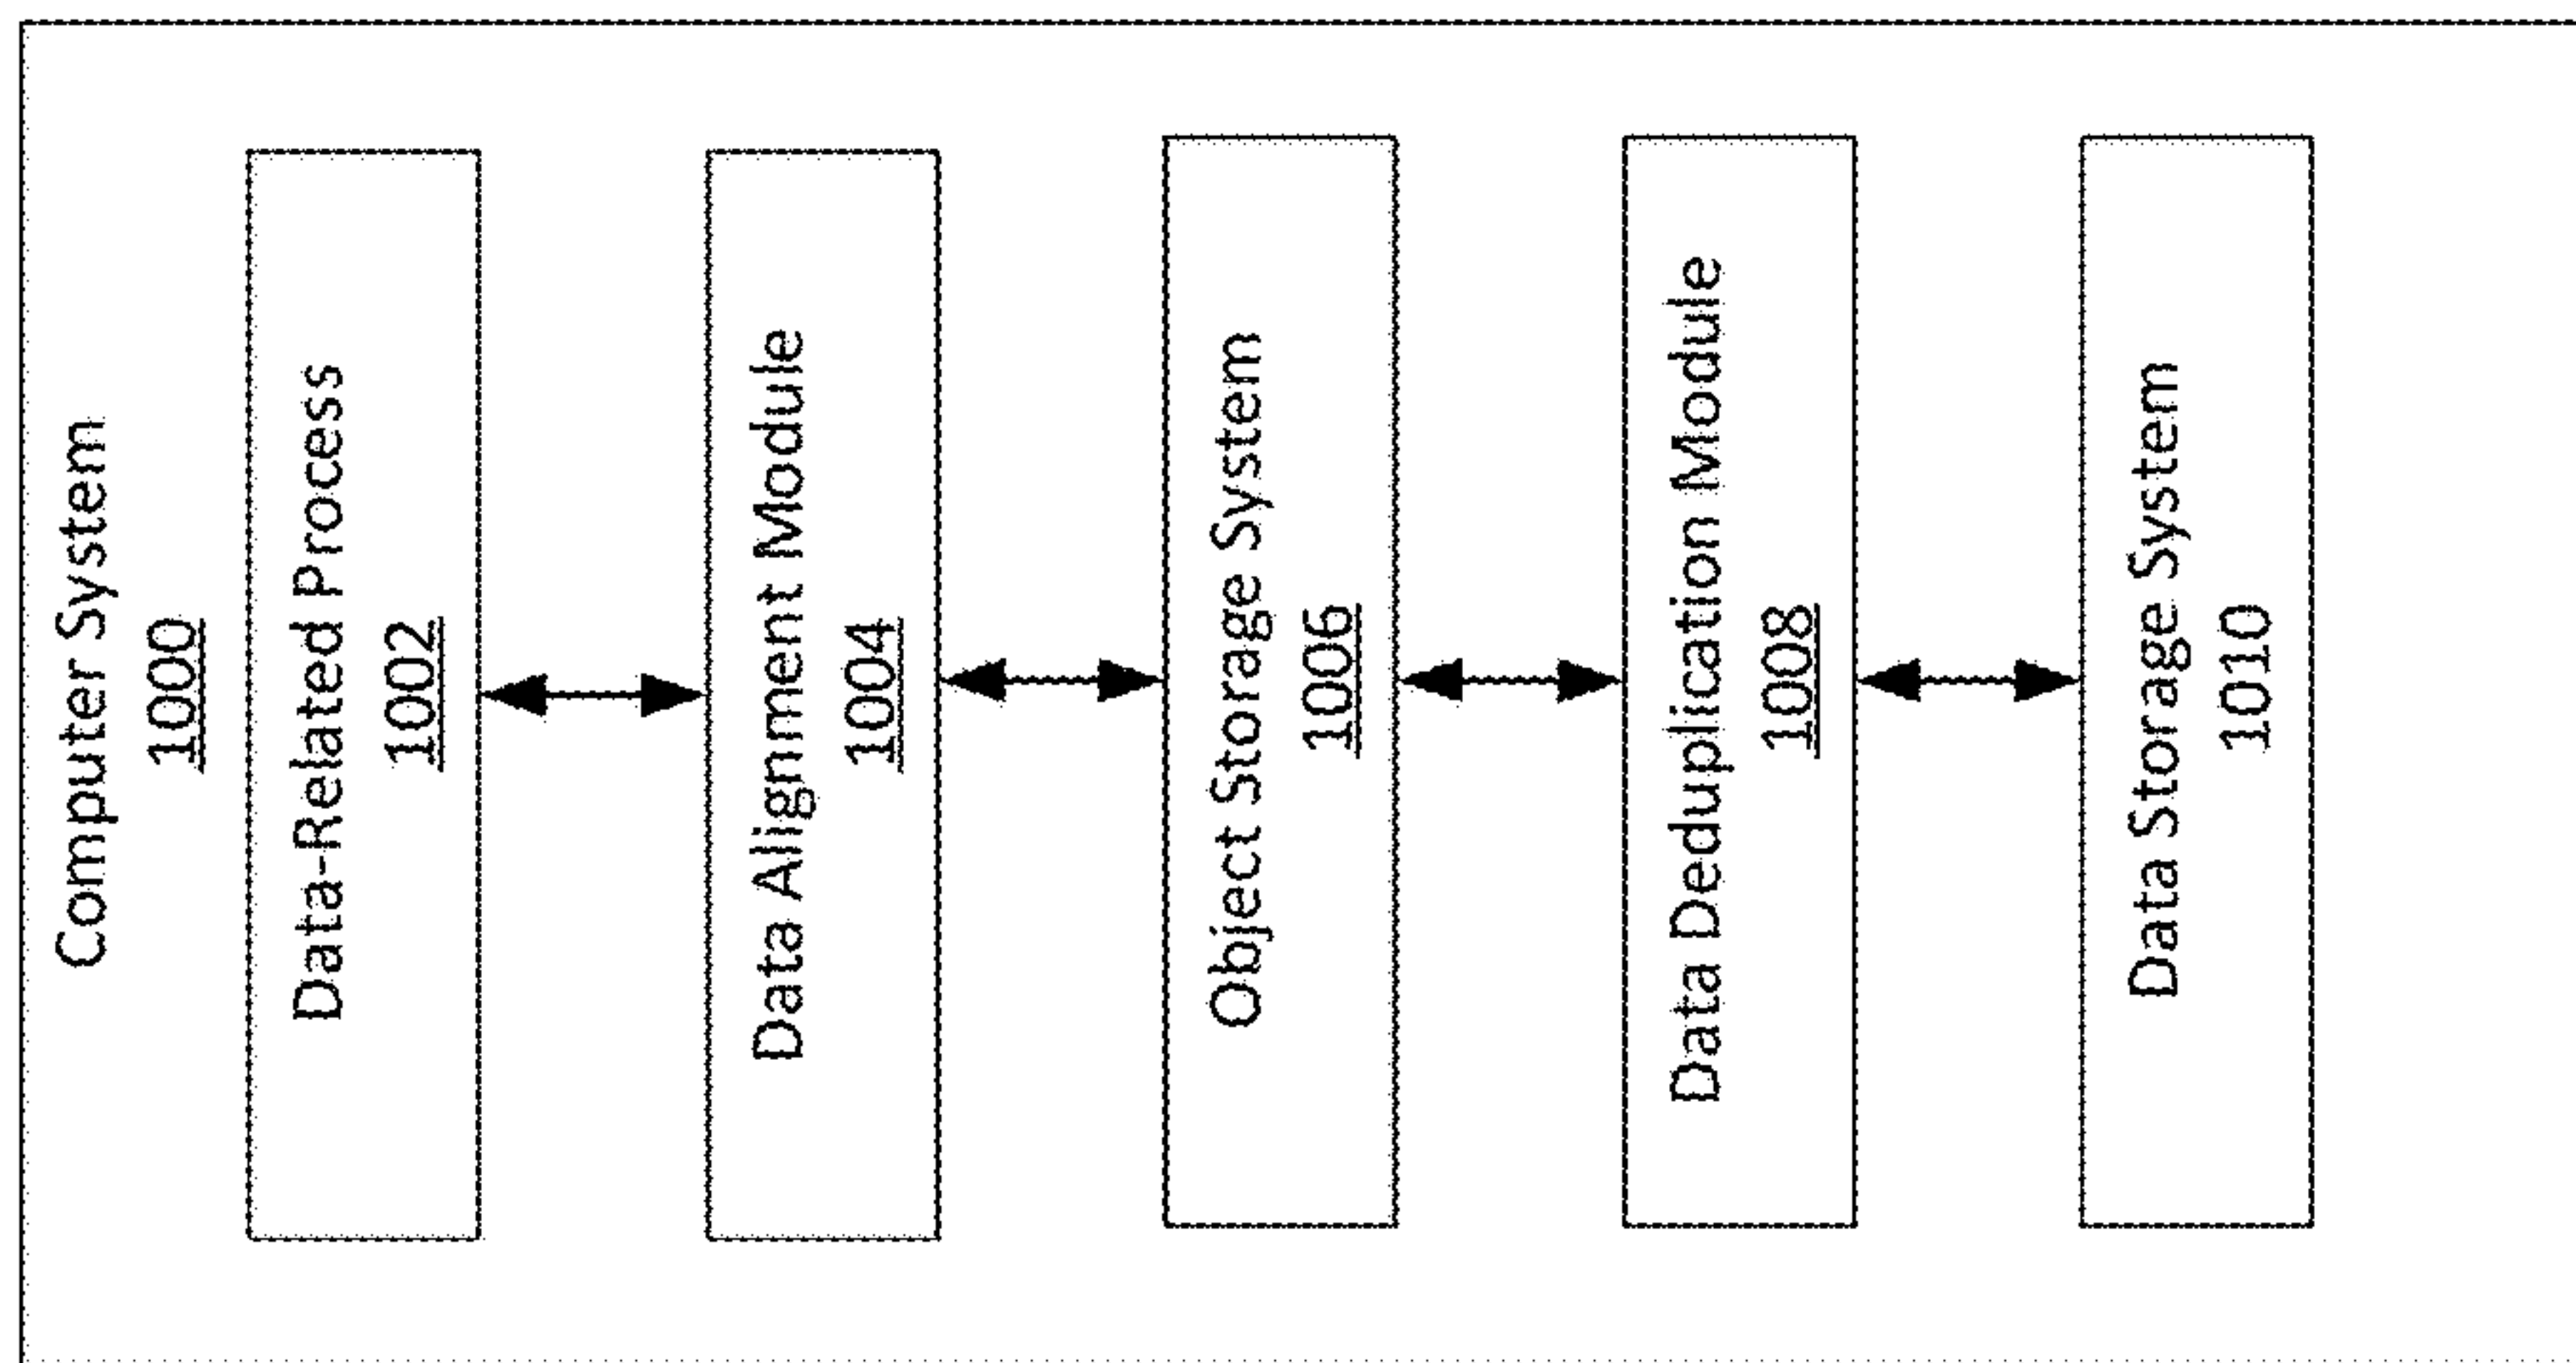 Computer System
1000
Data-Related Process
1002
Data Alignment Module
1004
Object Storage System
1006
Data Deduplication Module
1008
Data Storage System
1010